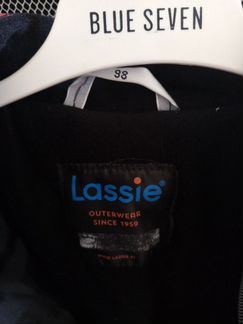 BLUE SEVEN
98
Lassie®
OUTERWEAR
SINCE 1959